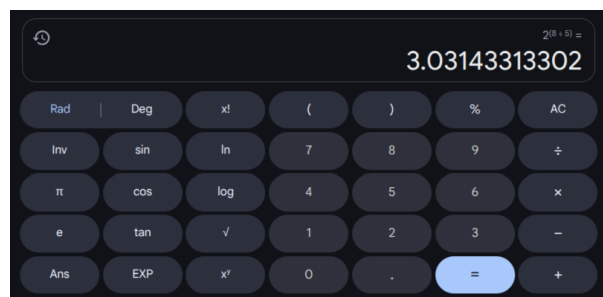 2(8 ÷ 5) =
3.03143313302
Rad | Deg x! ( ) % AC
Inv sin ln 7 8 9 ÷
π cos log 4 5 6 ×
e tan √ 1 2 3 −
Ans EXP xʸ 0 . = +